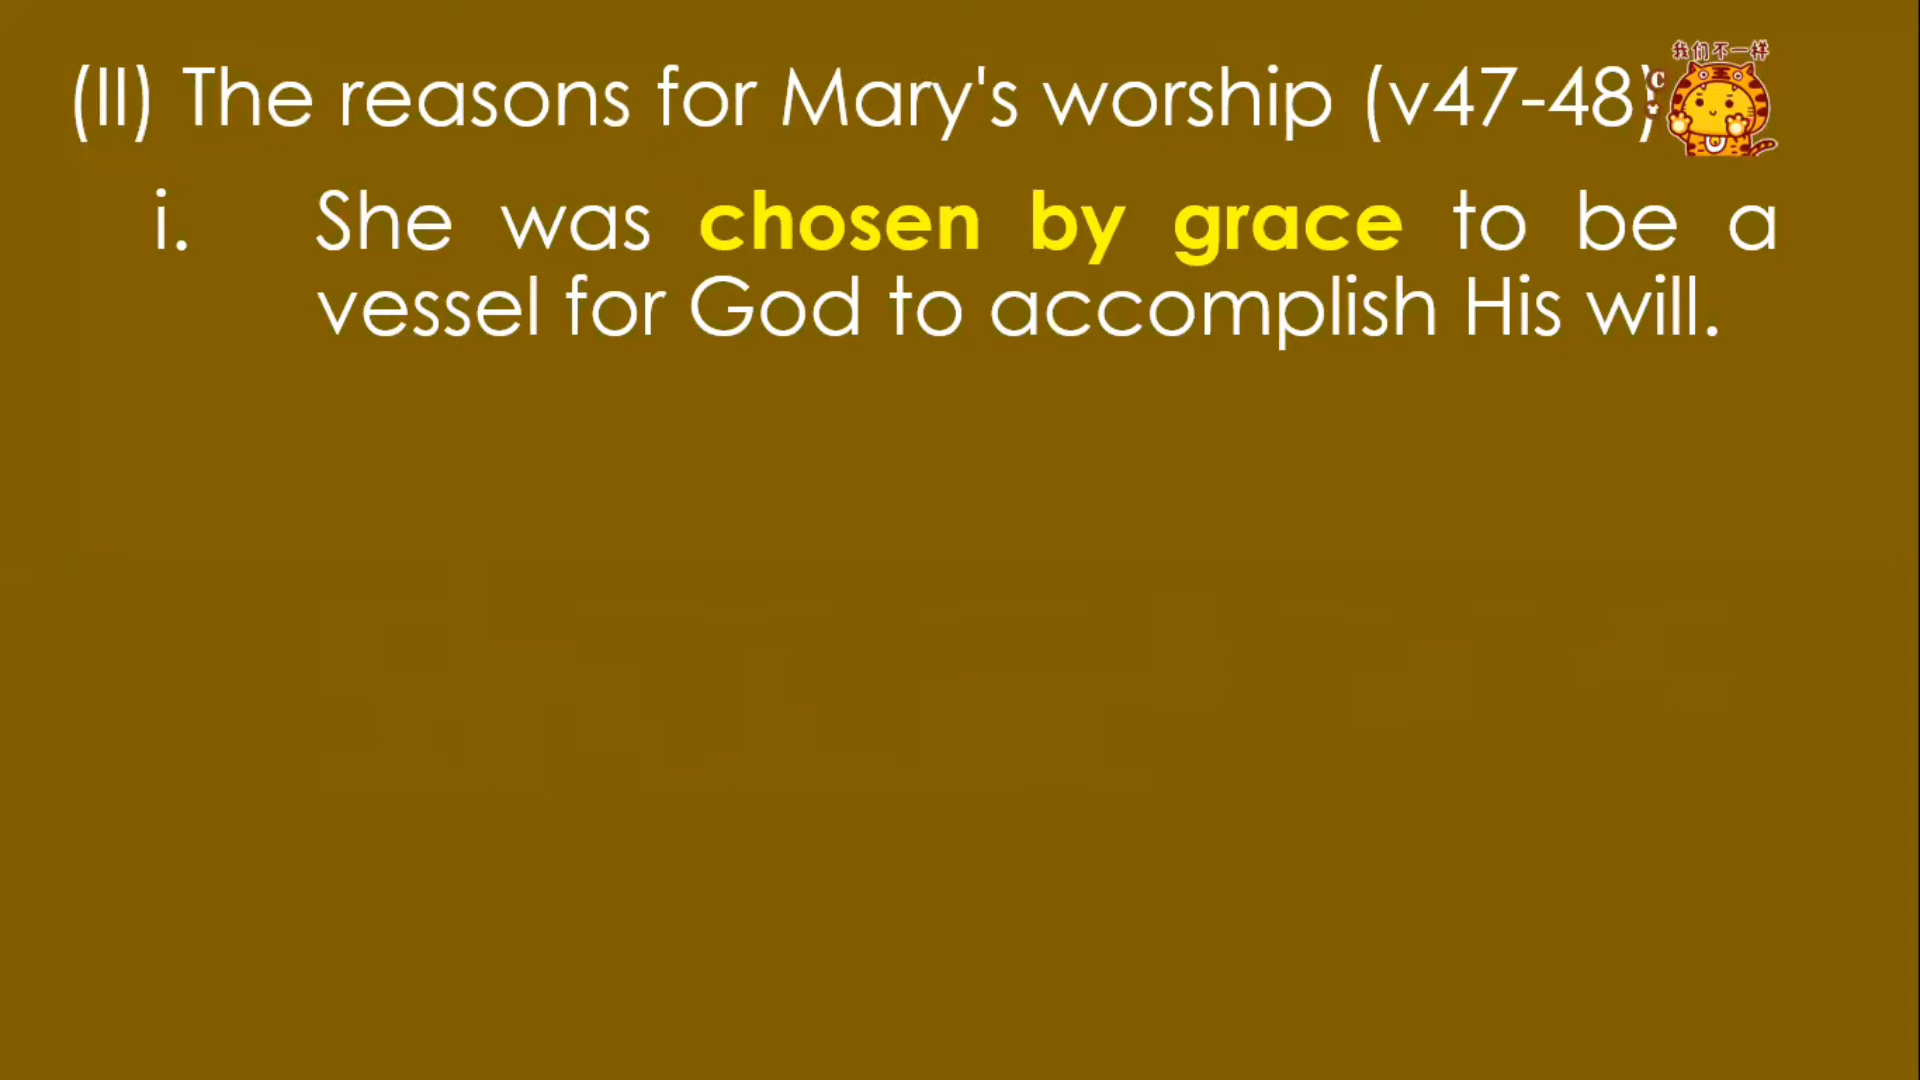 我们不一样
(II) The reasons for Mary's worship (v47-48)
i. She was chosen by grace to be a
vessel for God to accomplish His will.